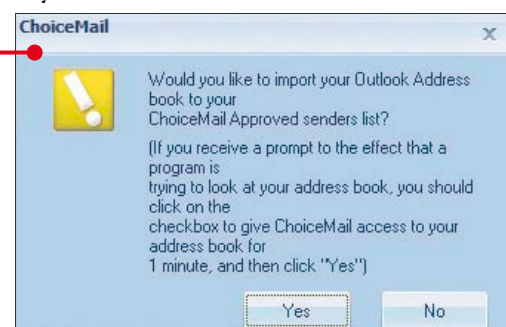 ChoiceMail
Would you like to import your Outlook Address
book to your
ChoiceMail Approved senders list?
(If you receive a prompt to the effect that a
program is
trying to look at your address book, you should
click on the
checkbox to give ChoiceMail access to your
address book for
1 minute, and then click "Yes")
Yes No